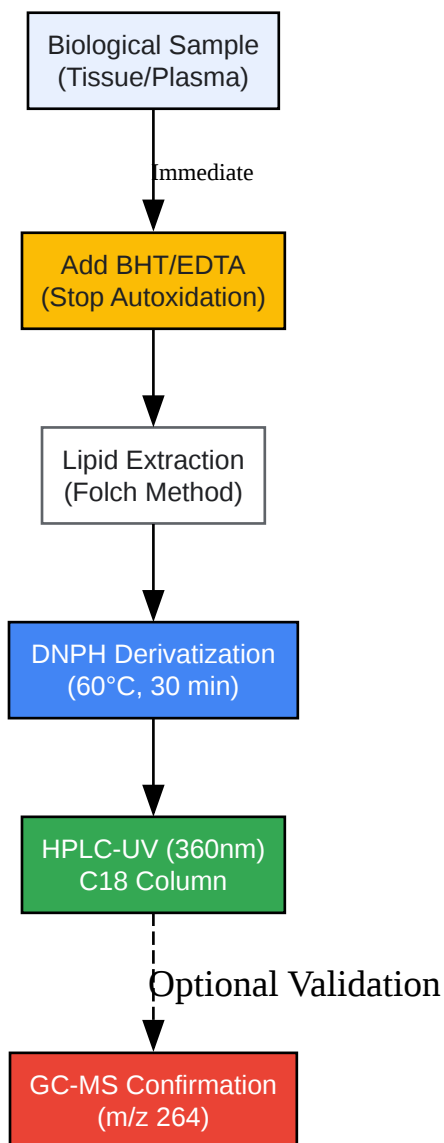 Biological Sample
(Tissue/Plasma)
Immediate
Add BHT/EDTA
(Stop Autoxidation)
Lipid Extraction
(Folch Method)
DNPH Derivatization
(60°C, 30 min)
HPLC-UV (360nm)
C18 Column
Optional Validation
GC-MS Confirmation
(m/z 264)